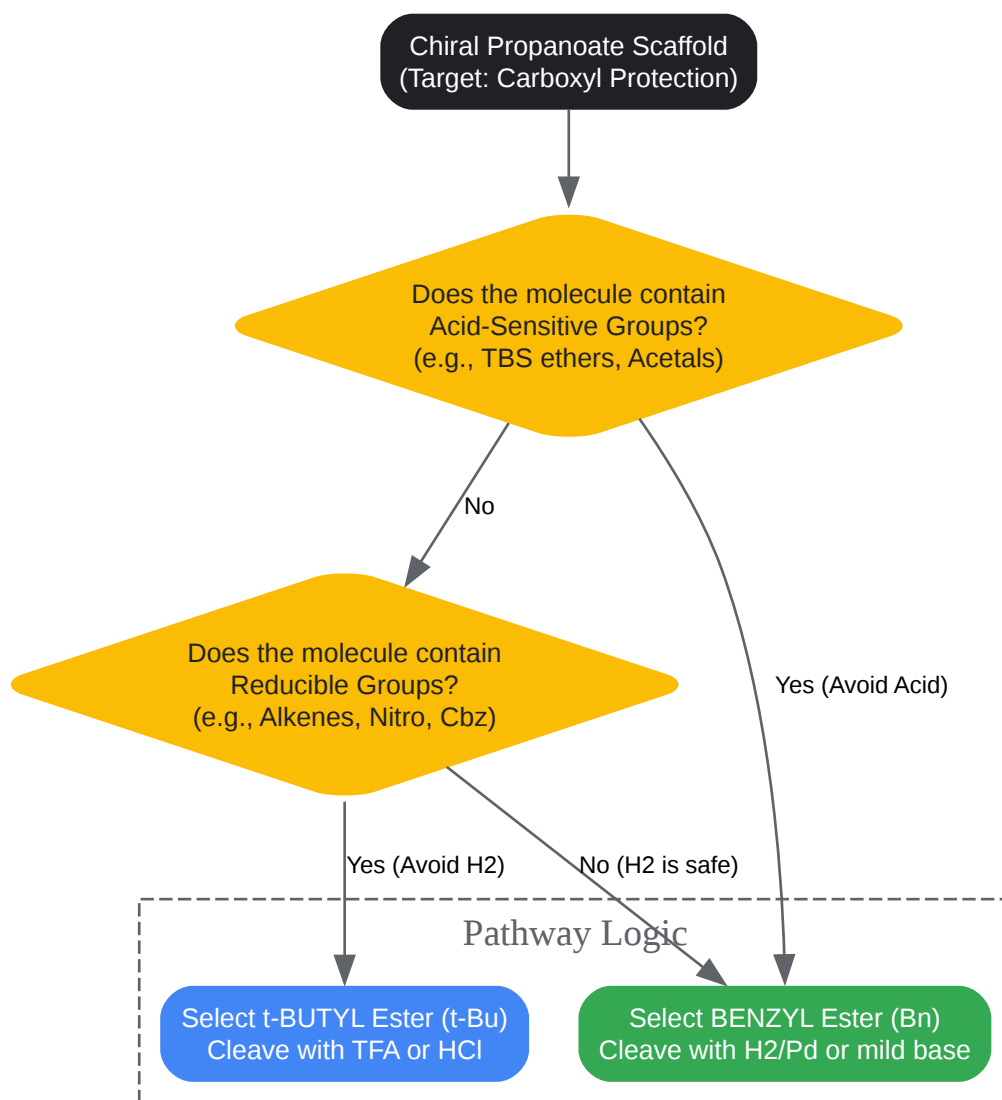 Chiral Propanoate Scaffold
(Target: Carboxyl Protection)
Does the molecule contain
Acid-Sensitive Groups?
(e.g., TBS ethers, Acetals)
No
Does the molecule contain
Reducible Groups?
(e.g., Alkenes, Nitro, Cbz)
Yes (Avoid Acid)
Yes (Avoid H2)
No (H2 is safe)
Pathway Logic
Select t-BUTYL Ester (t-Bu)
Cleave with TFA or HCl
Select BENZYL Ester (Bn)
Cleave with H2/Pd or mild base